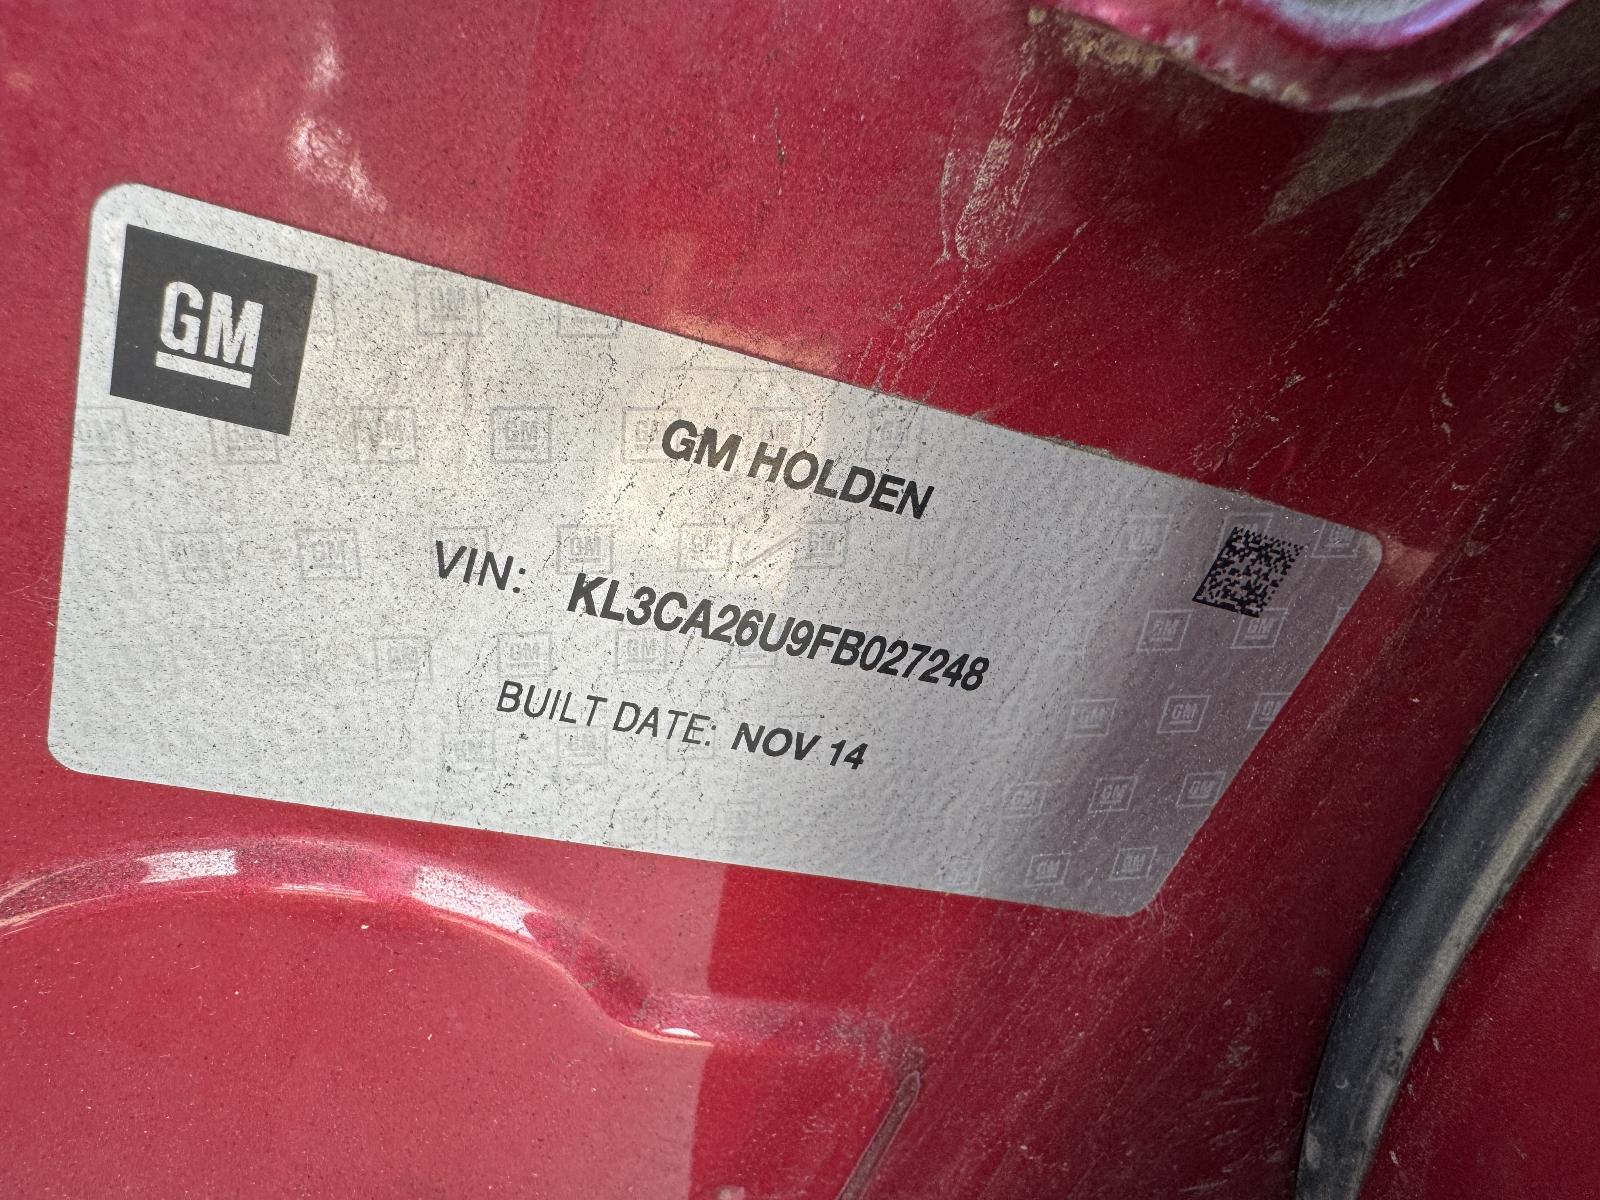 GM
GM HOLDEN
VIN: KL3CA26U9FB027248
BUILT DATE: NOV 14